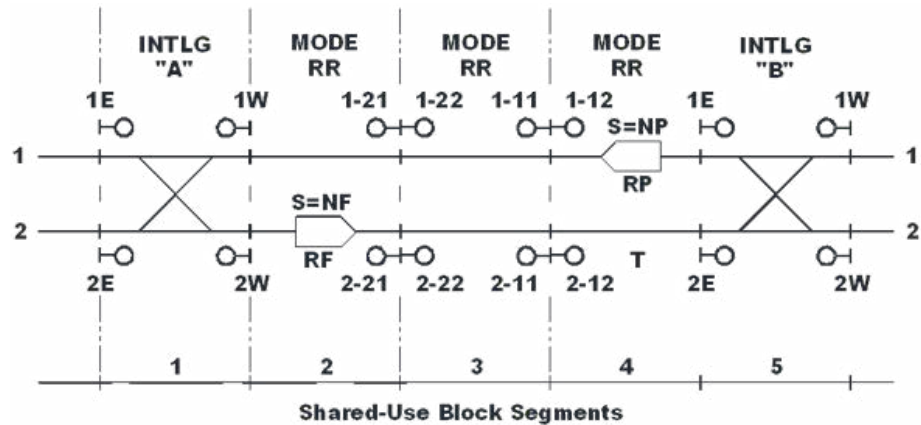 INTLG "A" MODE RR MODE RR MODE RR INTLG "B"
1E 1W 1-21 1-22 1-11 1-12 1E 1W
S=NP
1 1
RP
S=NF
2 2
RF T
2E 2W 2-21 2-22 2-11 2-12 2E 2W
1 2 3 4 5
Shared-Use Block Segments